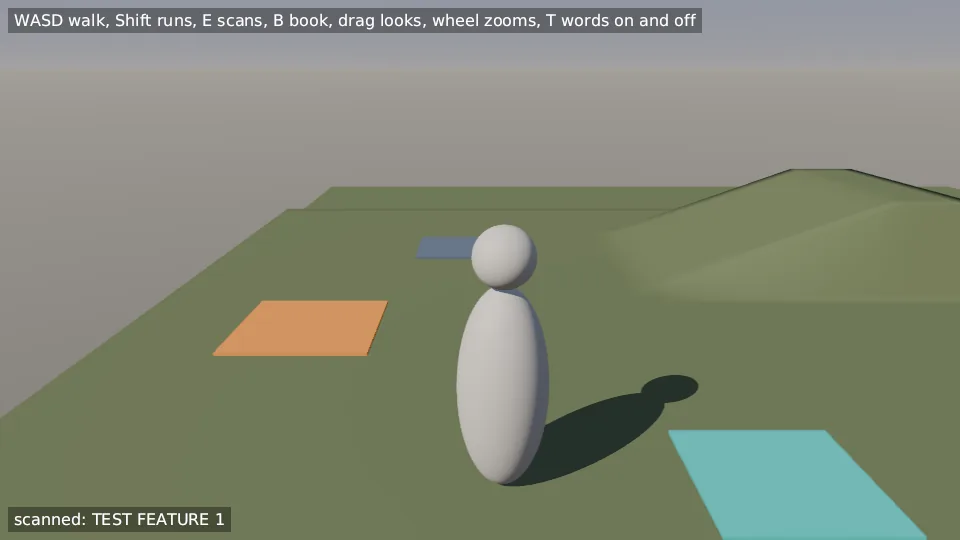 WASD walk, Shift runs, E scans, B book, drag looks, wheel zooms, T words on and off
scanned: TEST FEATURE 1